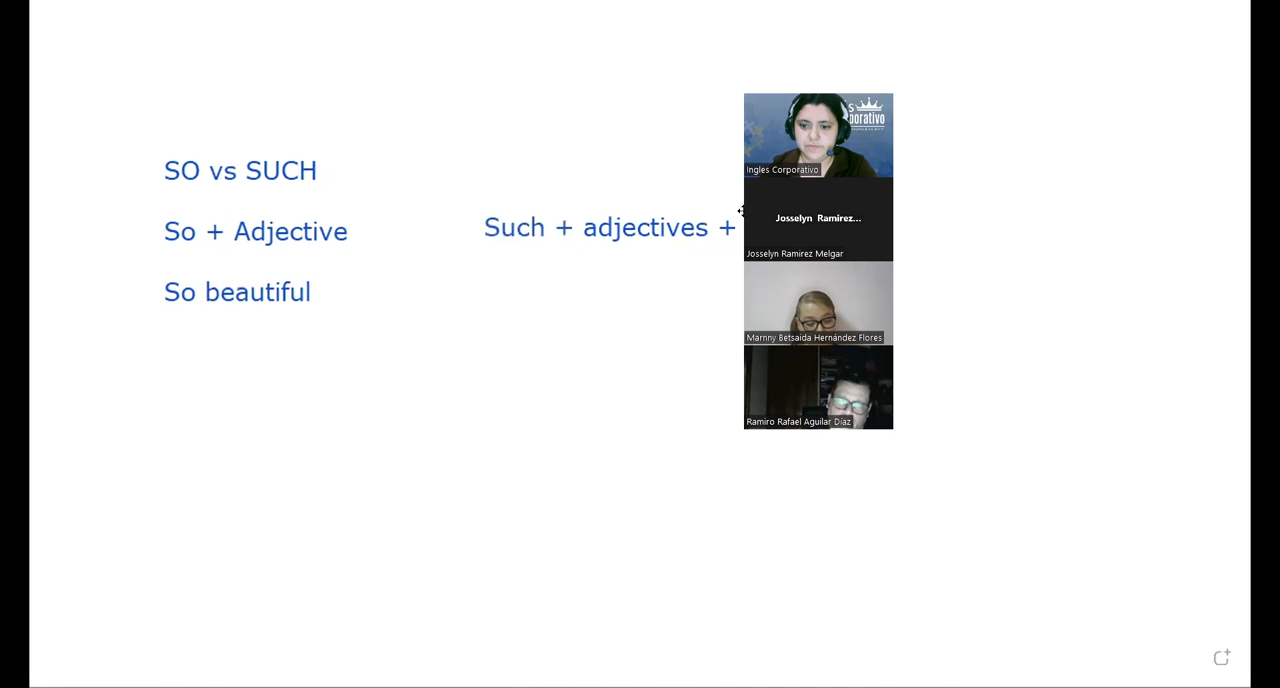 SO vs SUCH
So + Adjective
So beautiful
Such + adjectives +
S
porativo
Ingles Corporativo
Josselyn Ramirez...
Josselyn Ramirez Melgar
Marnny Betsaida Hernández Flores
Ramiro Rafael Aguilar Díaz